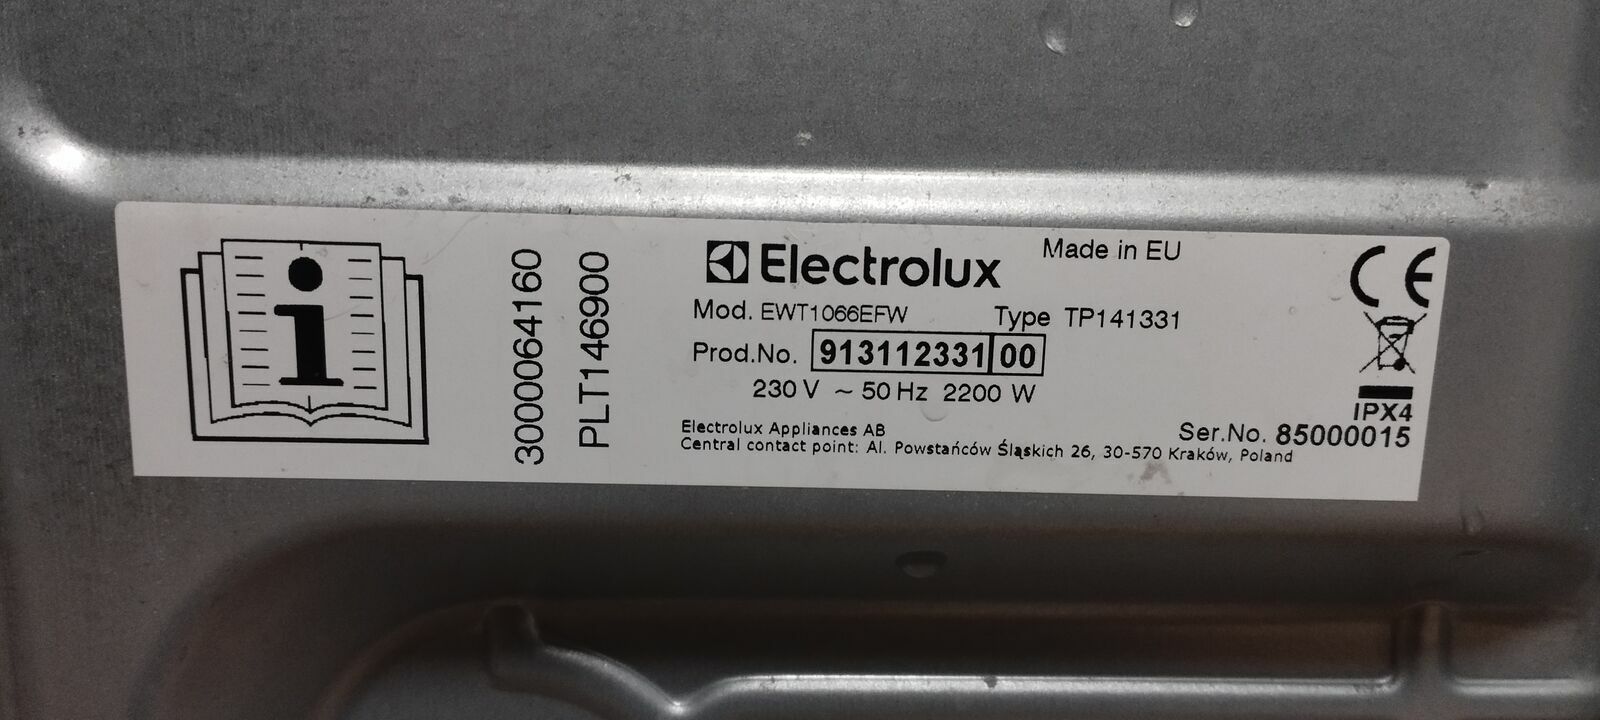 3000064160
PLT146900
Electrolux
Made in EU
Mod. EWT1066EFW Type TP141331
Prod.No. 913112331 00
230 V ~ 50 Hz 2200 W
IPX4
Electrolux Appliances AB
Ser.No. 85000015
Central contact point: Al. Powstańców Śląskich 26, 30-570 Kraków, Poland
CE